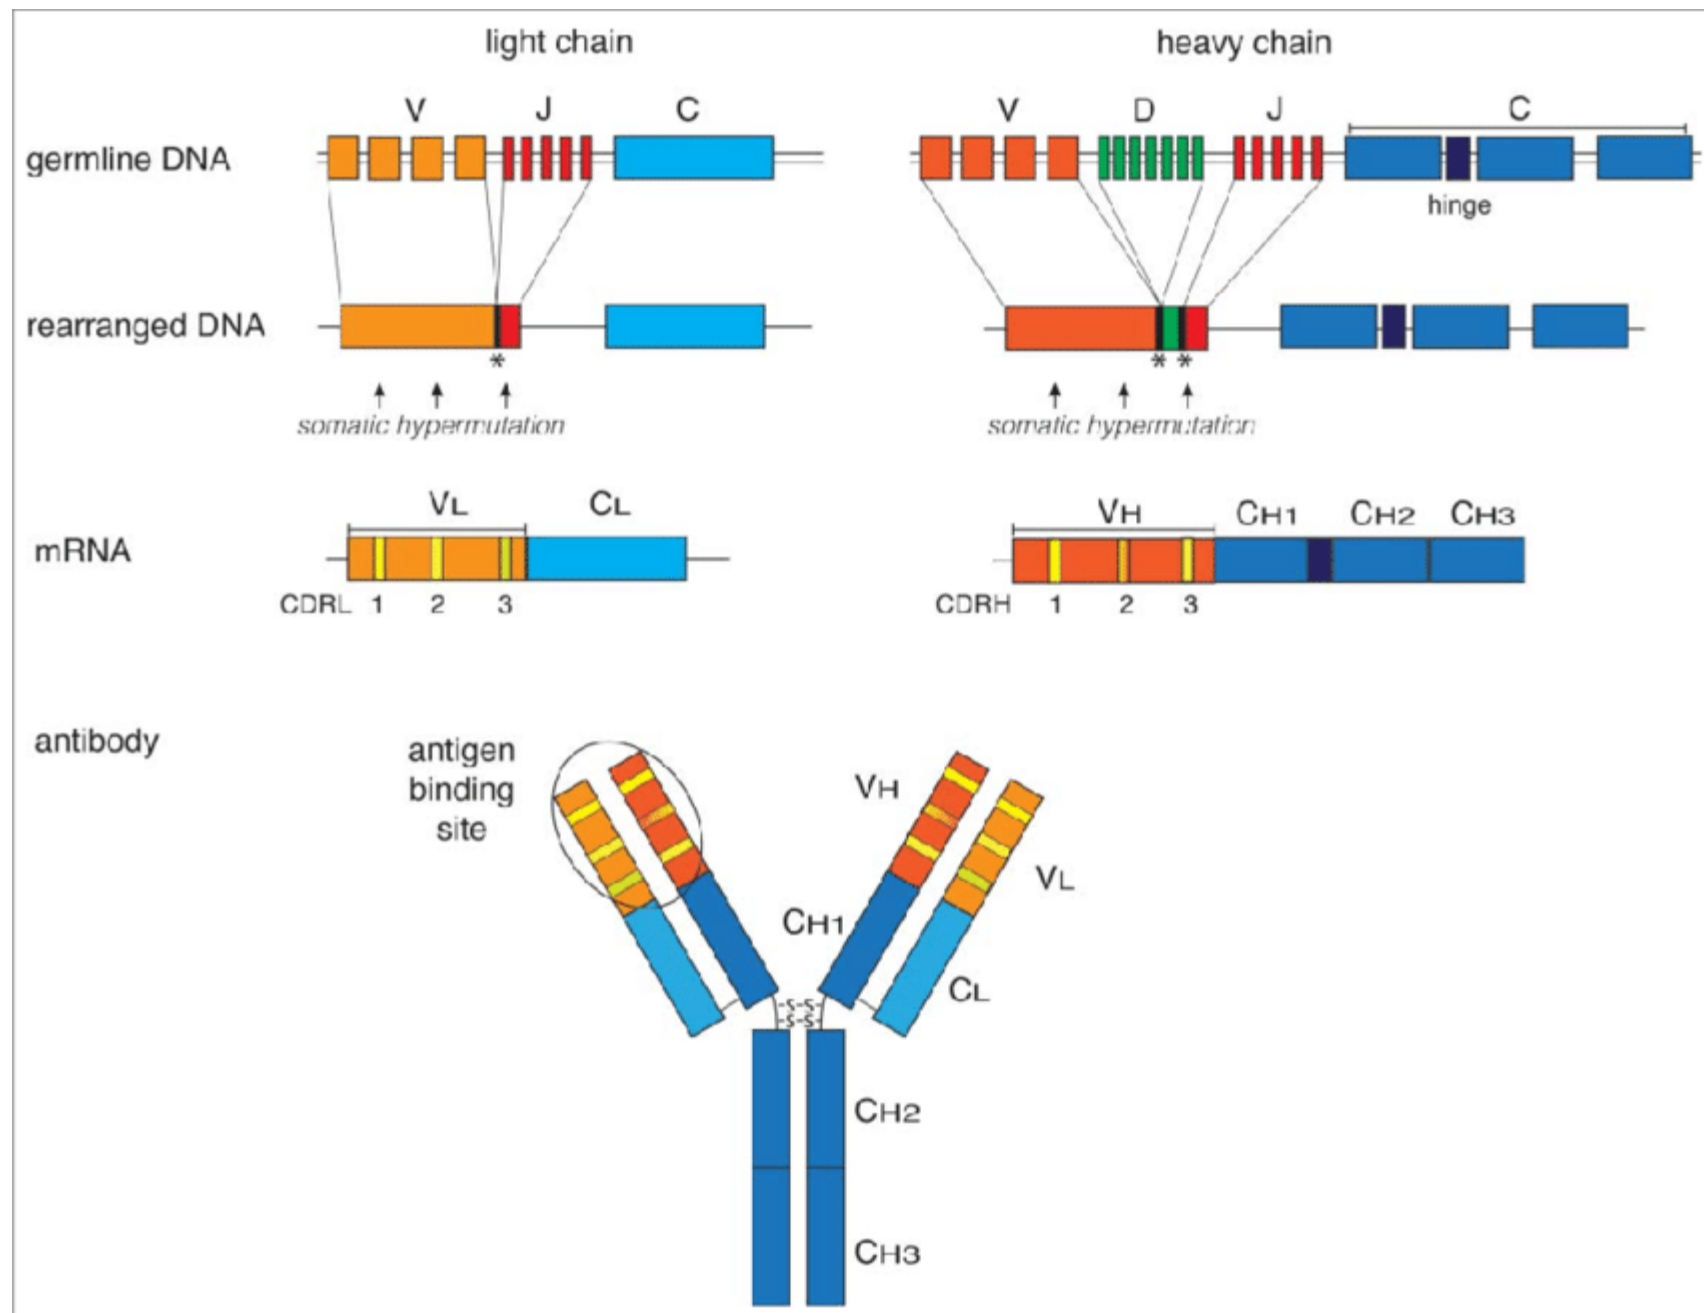 light chain
heavy chain
V J C
V D J C
germline DNA
hinge
rearranged DNA
*
* *
somatic hypermutation
somatic hypermutation
VL CL
VH CH1 CH2 CH3
mRNA
CDRL 1 2 3
CDRH 1 2 3
antibody
antigen
binding
site
VH
VL
CH1
CL
-S-S-
-S-S-
CH2
CH3